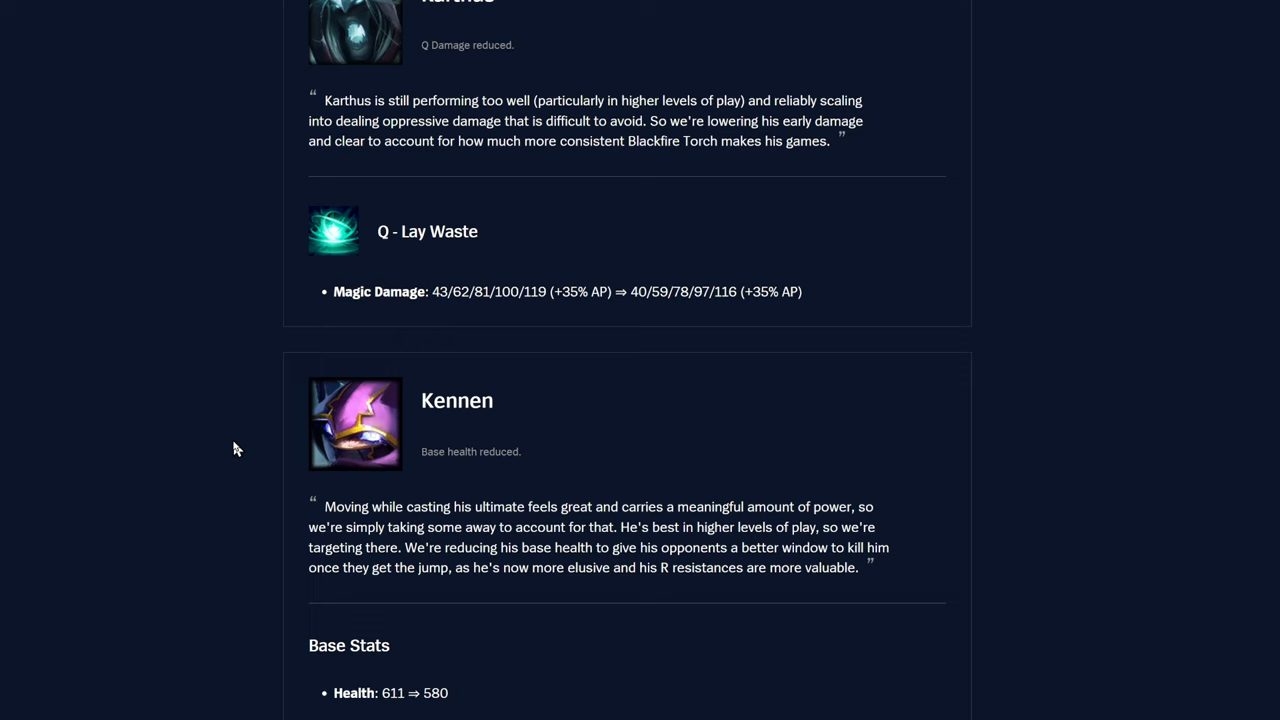 Karthus
Q Damage reduced.
“ Karthus is still performing too well (particularly in higher levels of play) and reliably scaling
into dealing oppressive damage that is difficult to avoid. So we're lowering his early damage
and clear to account for how much more consistent Blackfire Torch makes his games. ”
Q - Lay Waste
• Magic Damage: 43/62/81/100/119 (+35% AP) ⇒ 40/59/78/97/116 (+35% AP)
Kennen
Base health reduced.
“ Moving while casting his ultimate feels great and carries a meaningful amount of power, so
we're simply taking some away to account for that. He's best in higher levels of play, so we're
targeting there. We're reducing his base health to give his opponents a better window to kill him
once they get the jump, as he's now more elusive and his R resistances are more valuable. ”
Base Stats
• Health: 611 ⇒ 580